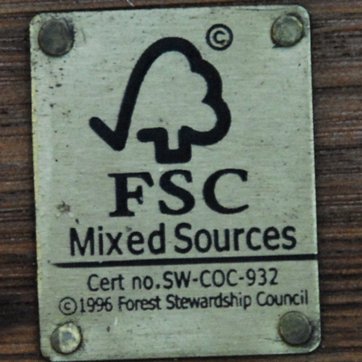 ©
FSC
Mixed Sources
Cert no.SW-COC-932
©1996 Forest Stewardship Council